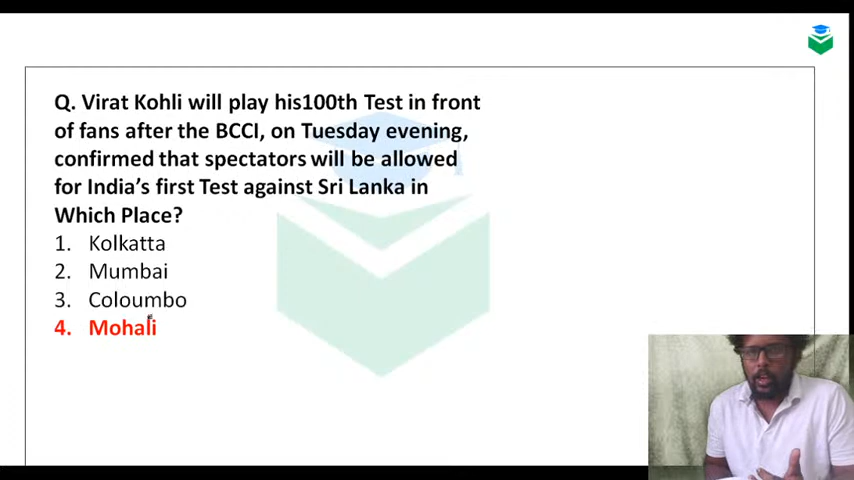 Q. Virat Kohli will play his100th Test in front
of fans after the BCCI, on Tuesday evening,
confirmed that spectators will be allowed
for India's first Test against Sri Lanka in
Which Place?
1. Kolkatta
2. Mumbai
3. Coloumbo
4. Mohali